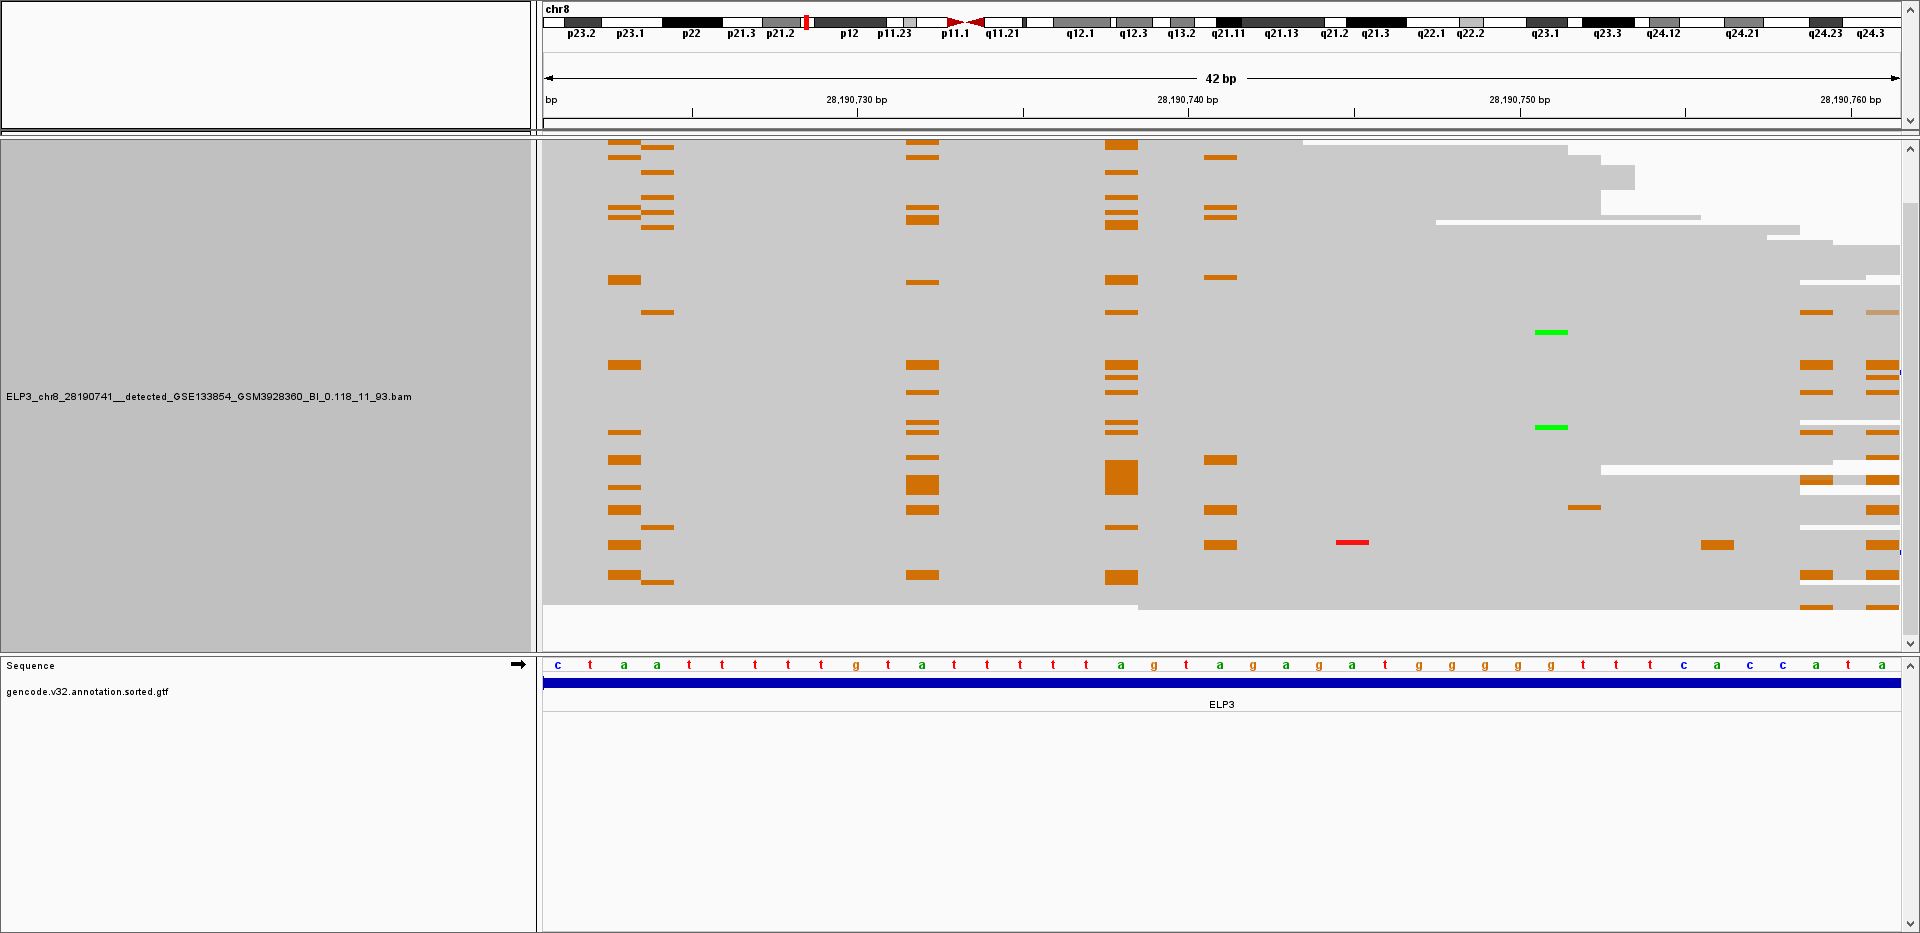 chr8
p23.2 p23.1 p22 p21.3 p21.2 p12 p11.23 p11.1 q11.21 q12.1 q12.3 q13.2 q21.11 q21.13 q21.2 q21.3 q22.1 q22.2 q23.1 q23.3 q24.12 q24.21 q24.23 q24.3
42 bp
bp 28,190,730 bp 28,190,740 bp 28,190,750 bp 28,190,760 bp
ELP3_chr8_28190741__detected_GSE133854_GSM3928360_BI_0.118_11_93.bam
Sequence c t a a t t t t t g t a t t t t t a g t a g a g a t g g g g g t t t c a c c a t a
gencode.v32.annotation.sorted.gtf
ELP3